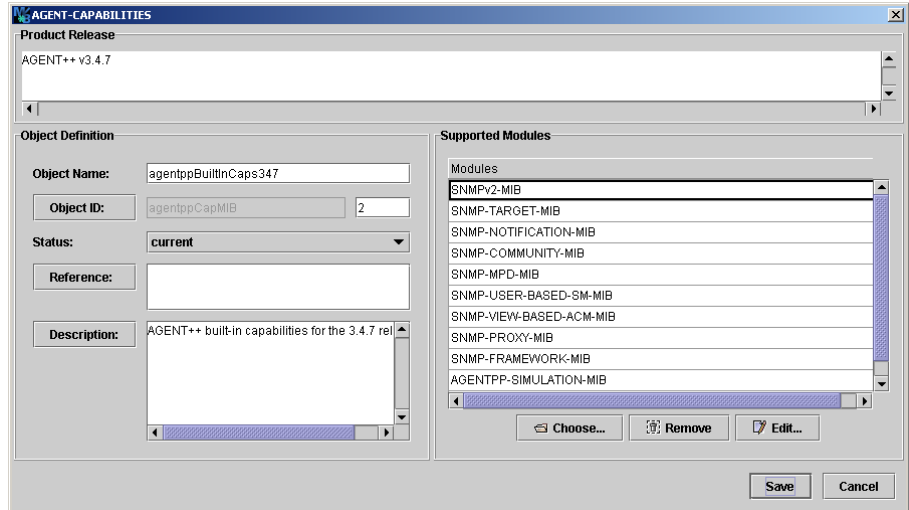 AGENT-CAPABILITIES
Product Release
AGENT++ v3.4.7
Object Definition
Object Name:
agentppBuiltInCaps347
Object ID:
agentppCapMIB
2
Status:
current
Reference:
Description:
AGENT++ built-in capabilities for the 3.4.7 rel
Supported Modules
Modules
SNMPv2-MIB
SNMP-TARGET-MIB
SNMP-NOTIFICATION-MIB
SNMP-COMMUNITY-MIB
SNMP-MPD-MIB
SNMP-USER-BASED-SM-MIB
SNMP-VIEW-BASED-ACM-MIB
SNMP-PROXY-MIB
SNMP-FRAMEWORK-MIB
AGENTPP-SIMULATION-MIB
Choose...
Remove
Edit...
Save
Cancel